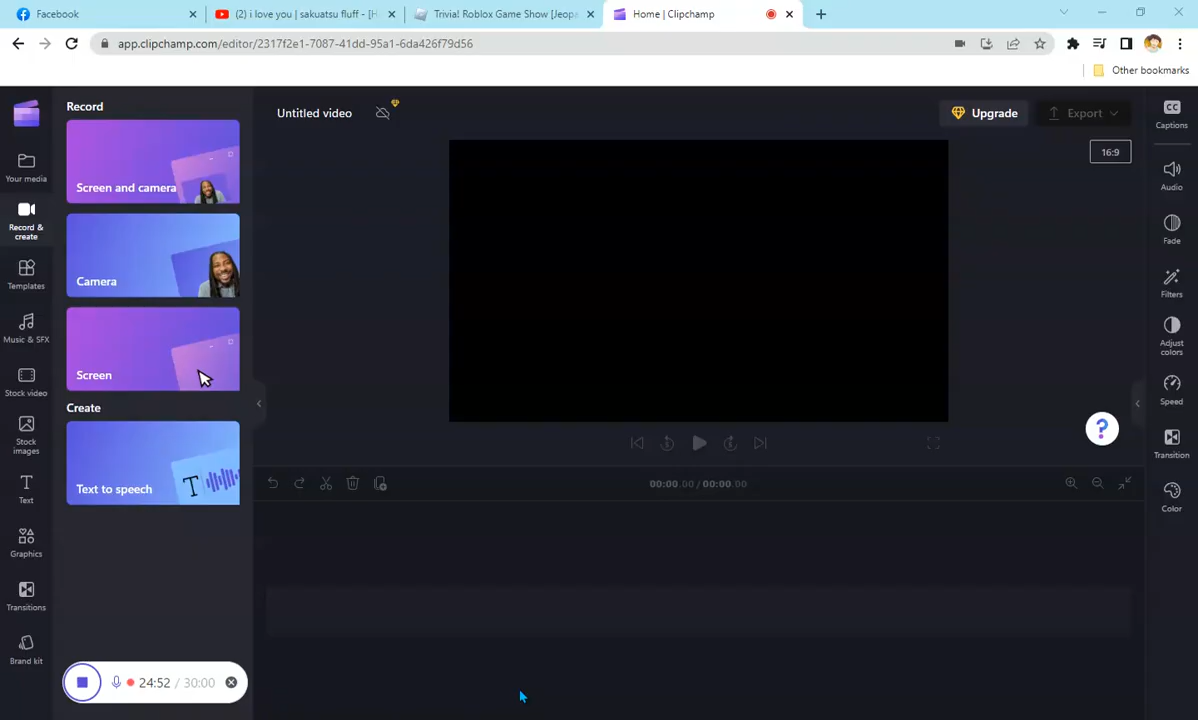 Facebook
(2) i love you | sakuatsu fluff - [H
Trivia! Roblox Game Show [Jeopa
Home | Clipchamp
app.clipchamp.com/editor/2317f2e1-7087-41dd-95a1-6da426f79d56
Other bookmarks
Your media
Record &
create
Templates
Music & SFX
Stock video
Stock
images
Text
Graphics
Transitions
Brand kit
Record
Screen and camera
Camera
Screen
Create
Text to speech
T
24:52 / 30:00
Untitled video
Upgrade
Export
16:9
?
00:00.00 / 00:00.00
CC
Captions
Audio
Fade
Filters
Adjust
colors
Speed
Transition
Color